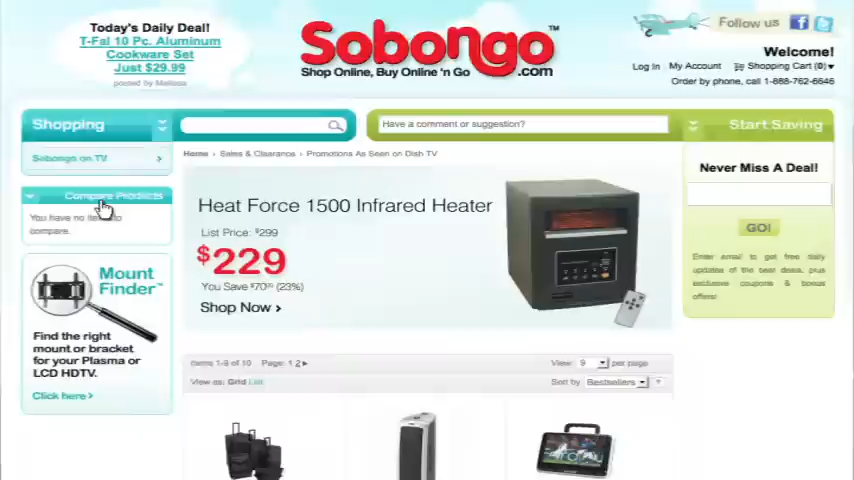 Today's Daily Deal!
T-Fal 10 Pc. Aluminum
Cookware Set
Just $29.99
posted by Melissa
Sobongo™
.com
Shop Online, Buy Online 'n Go
Follow us
Welcome!
Log In My Account Shopping Cart (0)
Order by phone, call 1-888-762-6646
Shopping
Have a comment or suggestion?
Start Saving
Sobongo on TV
Home › Sales & Clearance › Promotions As Seen on Dish TV
Never Miss A Deal!
Compare Products
You have no items to
compare.
Heat Force 1500 Infrared Heater
List Price: $299
$229
You Save $70 (23%)
Shop Now ›
GO!
Enter email to get free daily
updates of the best deals, plus
exclusive coupons & bonus
offers!
Mount
Finder™
Find the right
mount or bracket
for your Plasma or
LCD HDTV.
Click here ›
Items 1-9 of 10 Page: 1 2
View: 9 per page
View as: Grid List
Sort by Bestsellers